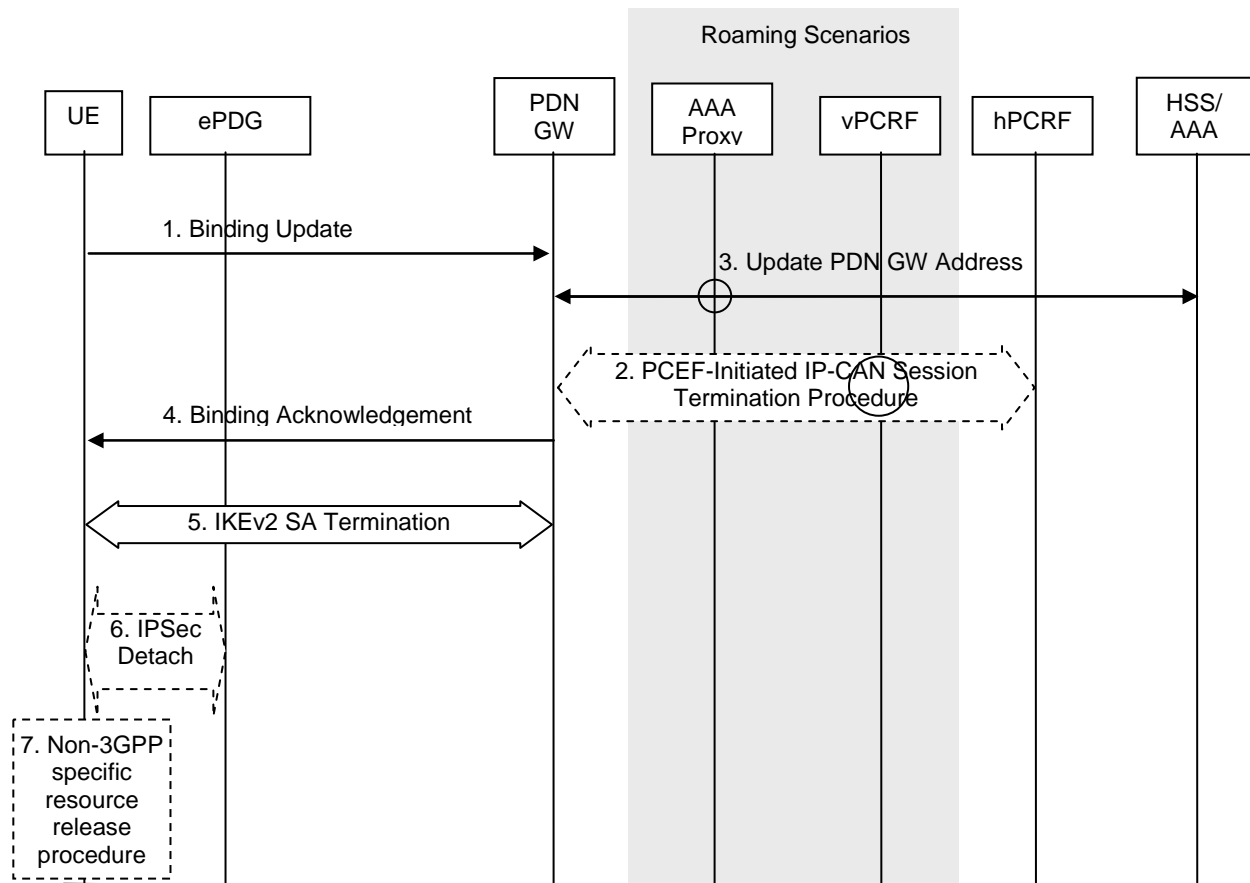 Roaming Scenarios
UE
ePDG
PDN
GW
AAA
Proxy
vPCRF
hPCRF
HSS/
AAA
1. Binding Update
3. Update PDN GW Address
2. PCEF-Initiated IP-CAN Session
Termination Procedure
4. Binding Acknowledgement
5. IKEv2 SA Termination
6. IPSec
Detach
7. Non-3GPP
specific
resource
release
procedure